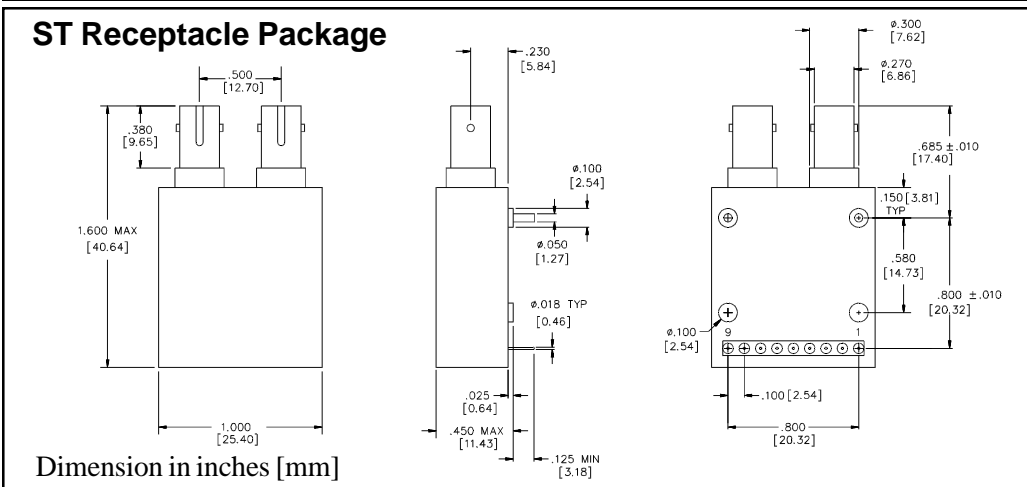 ST Receptacle Package
.500
[12.70]
.380
[9.65]
1.600 MAX
[40.64]
1.000
[25.40]
.230
[5.84]
ø.100
[2.54]
ø.050
[1.27]
ø.018 TYP
[0.46]
.025
[0.64]
.450 MAX
[11.43]
.125 MIN
[3.18]
ø.300
[7.62]
ø.270
[6.86]
.685 ±.010
[17.40]
.150 [3.81]
TYP
.580
[14.73]
.800 ±.010
[20.32]
ø.100
[2.54]
9
1
.100 [2.54]
.800
[20.32]
Dimension in inches [mm]